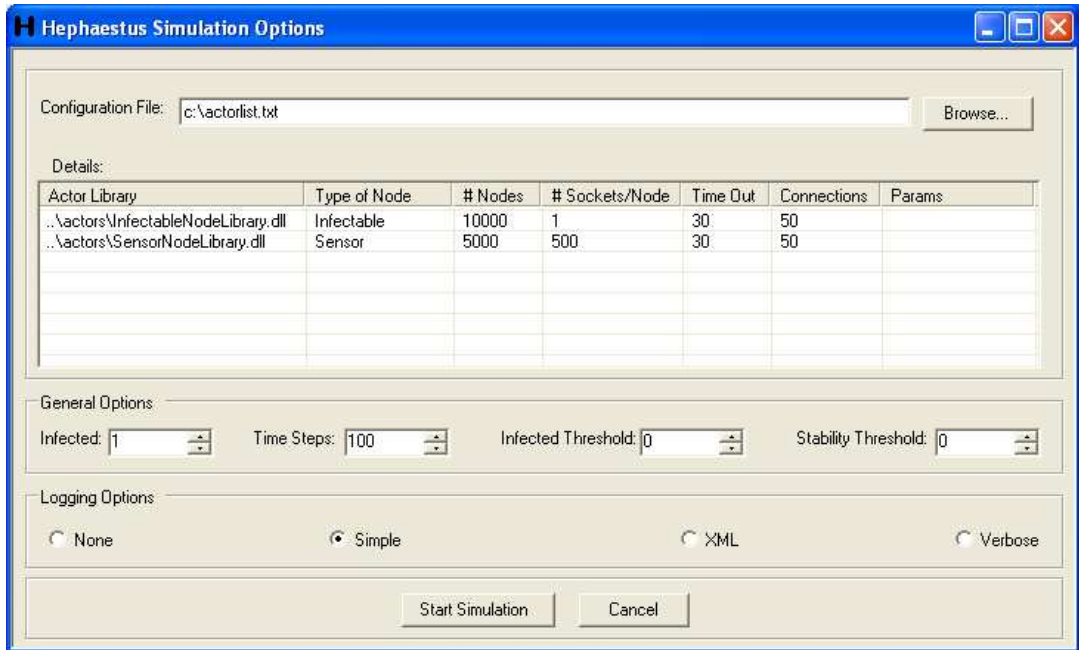 H Hephaestus Simulation Options
Configuration File: c:\actorlist.txt Browse...
Details:
Actor Library Type of Node # Nodes # Sockets/Node Time Out Connections Params
..\actors\InfectableNodeLibrary.dll Infectable 10000 1 30 50
..\actors\SensorNodeLibrary.dll Sensor 5000 500 30 50
General Options
Infected: 1 Time Steps: 100 Infected Threshold: 0 Stability Threshold: 0
Logging Options
None Simple XML Verbose
Start Simulation Cancel